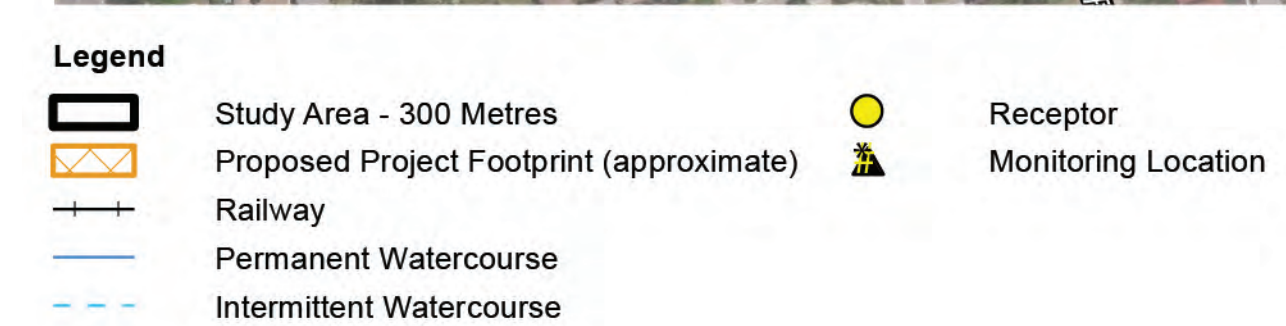 Legend
Study Area - 300 Metres
Proposed Project Footprint (approximate)
Railway
Permanent Watercourse
Intermittent Watercourse
Receptor
Monitoring Location